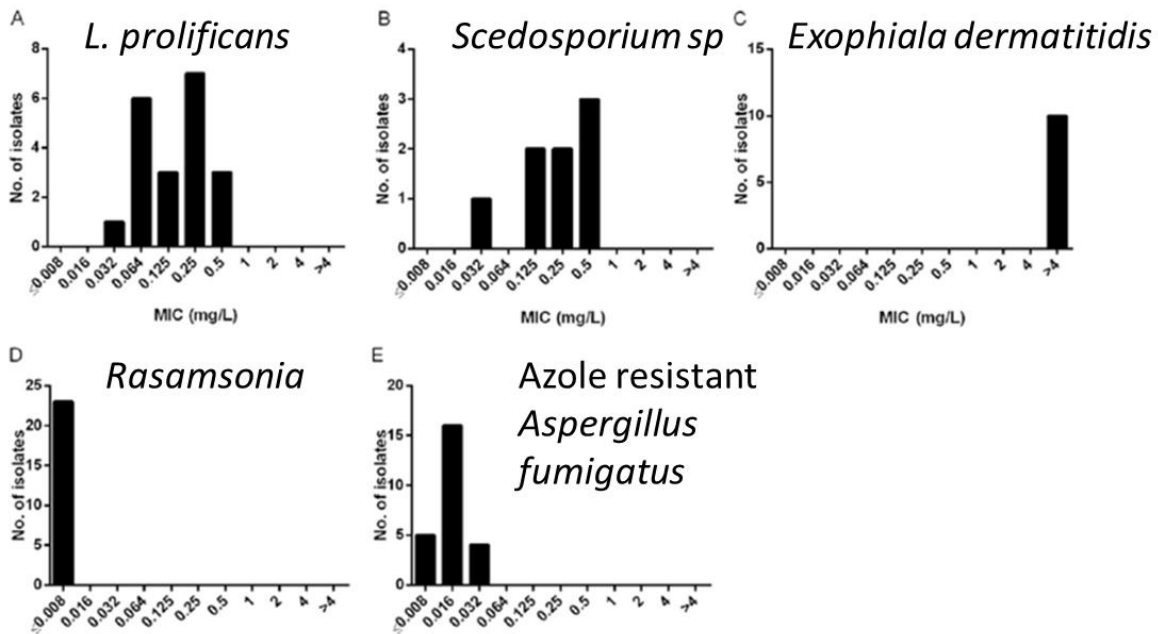 A
L. prolificans
8
6
4
2
0
No. of isolates
≤0.008 0.016 0.032 0.064 0.125 0.25 0.5 1 2 4 >4
MIC (mg/L)
B
Scedosporium sp
4
3
2
1
0
No. of isolates
≤0.008 0.016 0.032 0.064 0.125 0.25 0.5 1 2 4 >4
MIC (mg/L)
C
Exophiala dermatitidis
15
10
5
0
No. of isolates
≤0.008 0.016 0.032 0.064 0.125 0.25 0.5 1 2 4 >4
MIC (mg/L)
D
Rasamsonia
25
20
15
10
5
0
No. of isolates
≤0.008 0.016 0.032 0.064 0.125 0.25 0.5 1 2 4 >4
E
Azole resistant
Aspergillus
fumigatus
20
15
10
5
0
No. of isolates
≤0.008 0.016 0.032 0.064 0.125 0.25 0.5 1 2 4 >4